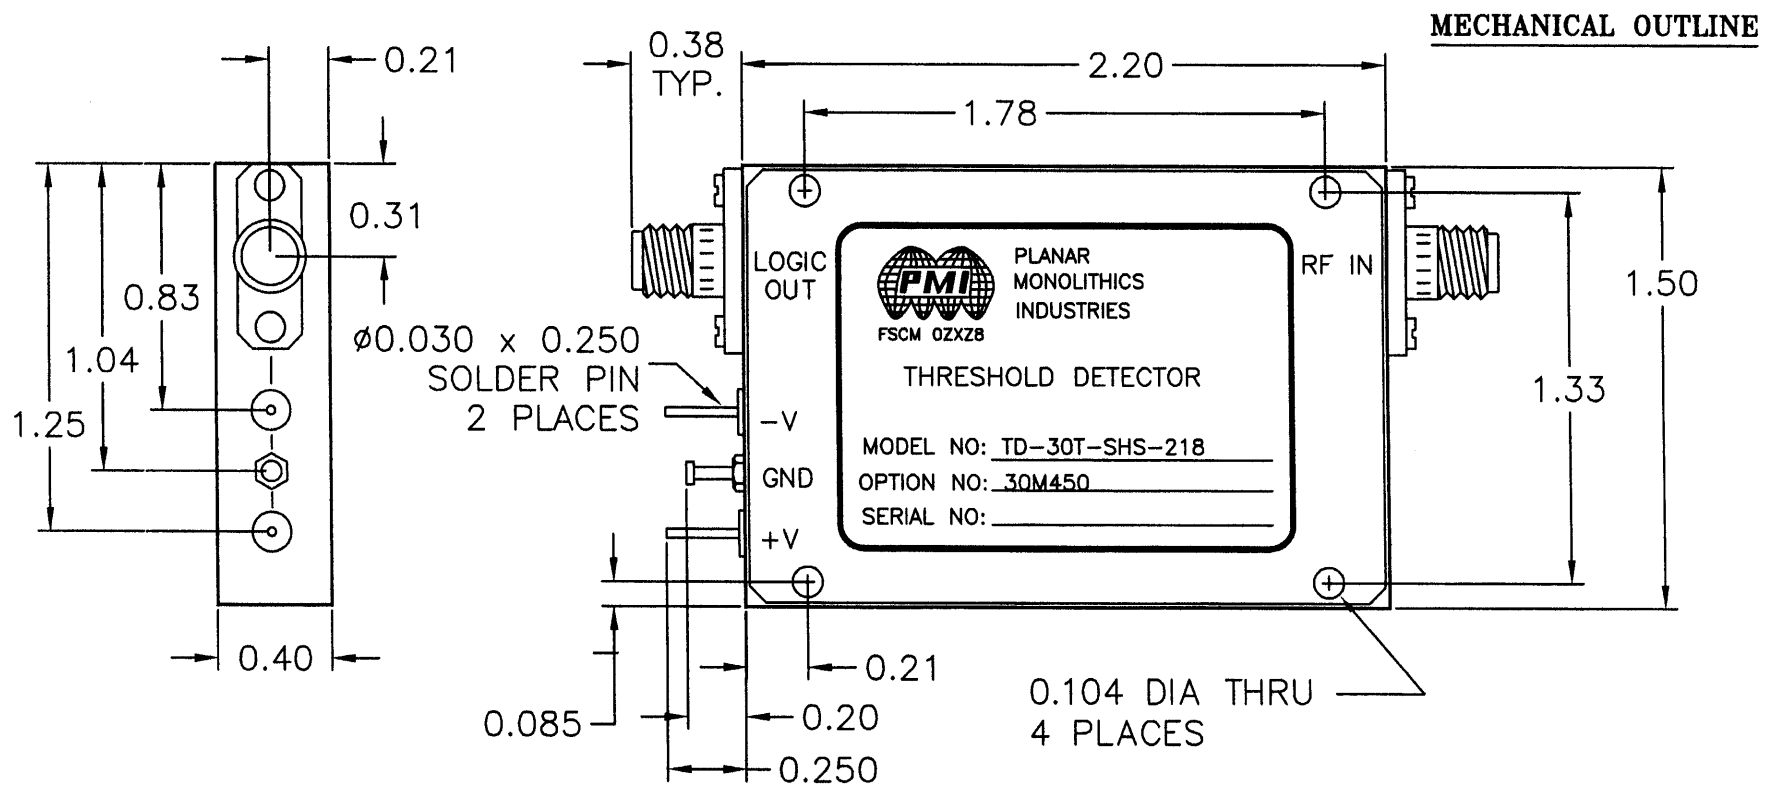 MECHANICAL OUTLINE
0.21
0.38
TYP.
2.20
1.78
0.31
0.83
1.04
1.25
0.40
LOGIC
OUT
PMI
FSCM 0ZXZ8
PLANAR
MONOLITHICS
INDUSTRIES
RF IN
1.50
1.33
Ø0.030 x 0.250
SOLDER PIN
2 PLACES
THRESHOLD DETECTOR
-V
GND
+V
MODEL NO: TD-30T-SHS-218
OPTION NO: 30M450
SERIAL NO:
0.21
0.085
0.20
0.250
0.104 DIA THRU
4 PLACES